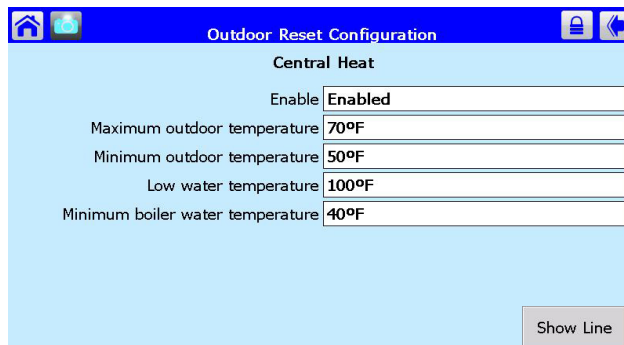 Outdoor Reset Configuration
Central Heat
Enable Enabled
Maximum outdoor temperature 70ºF
Minimum outdoor temperature 50ºF
Low water temperature 100ºF
Minimum boiler water temperature 40ºF
Show Line